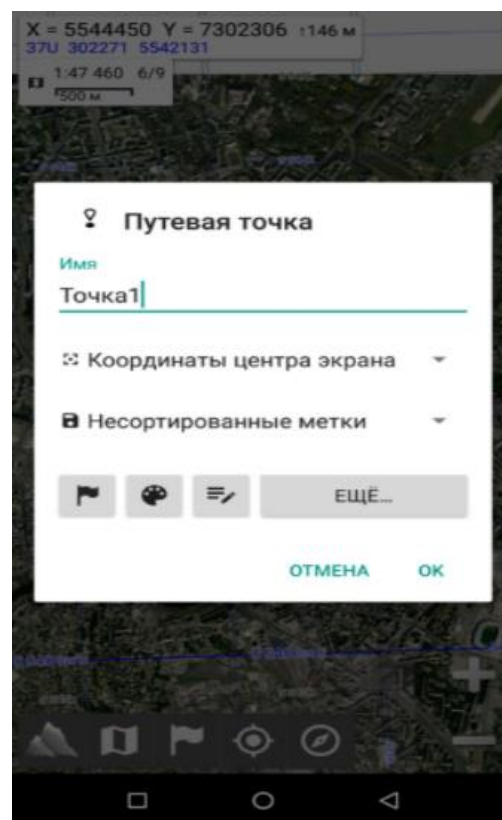 X = 5544450 Y = 7302306 ↑146 м
37U 302271 5542131
1:47 460 6/9
500 м
Путевая точка
Имя
Точка1
Координаты центра экрана
Несортированные метки
ЕЩЁ...
ОТМЕНА ОК